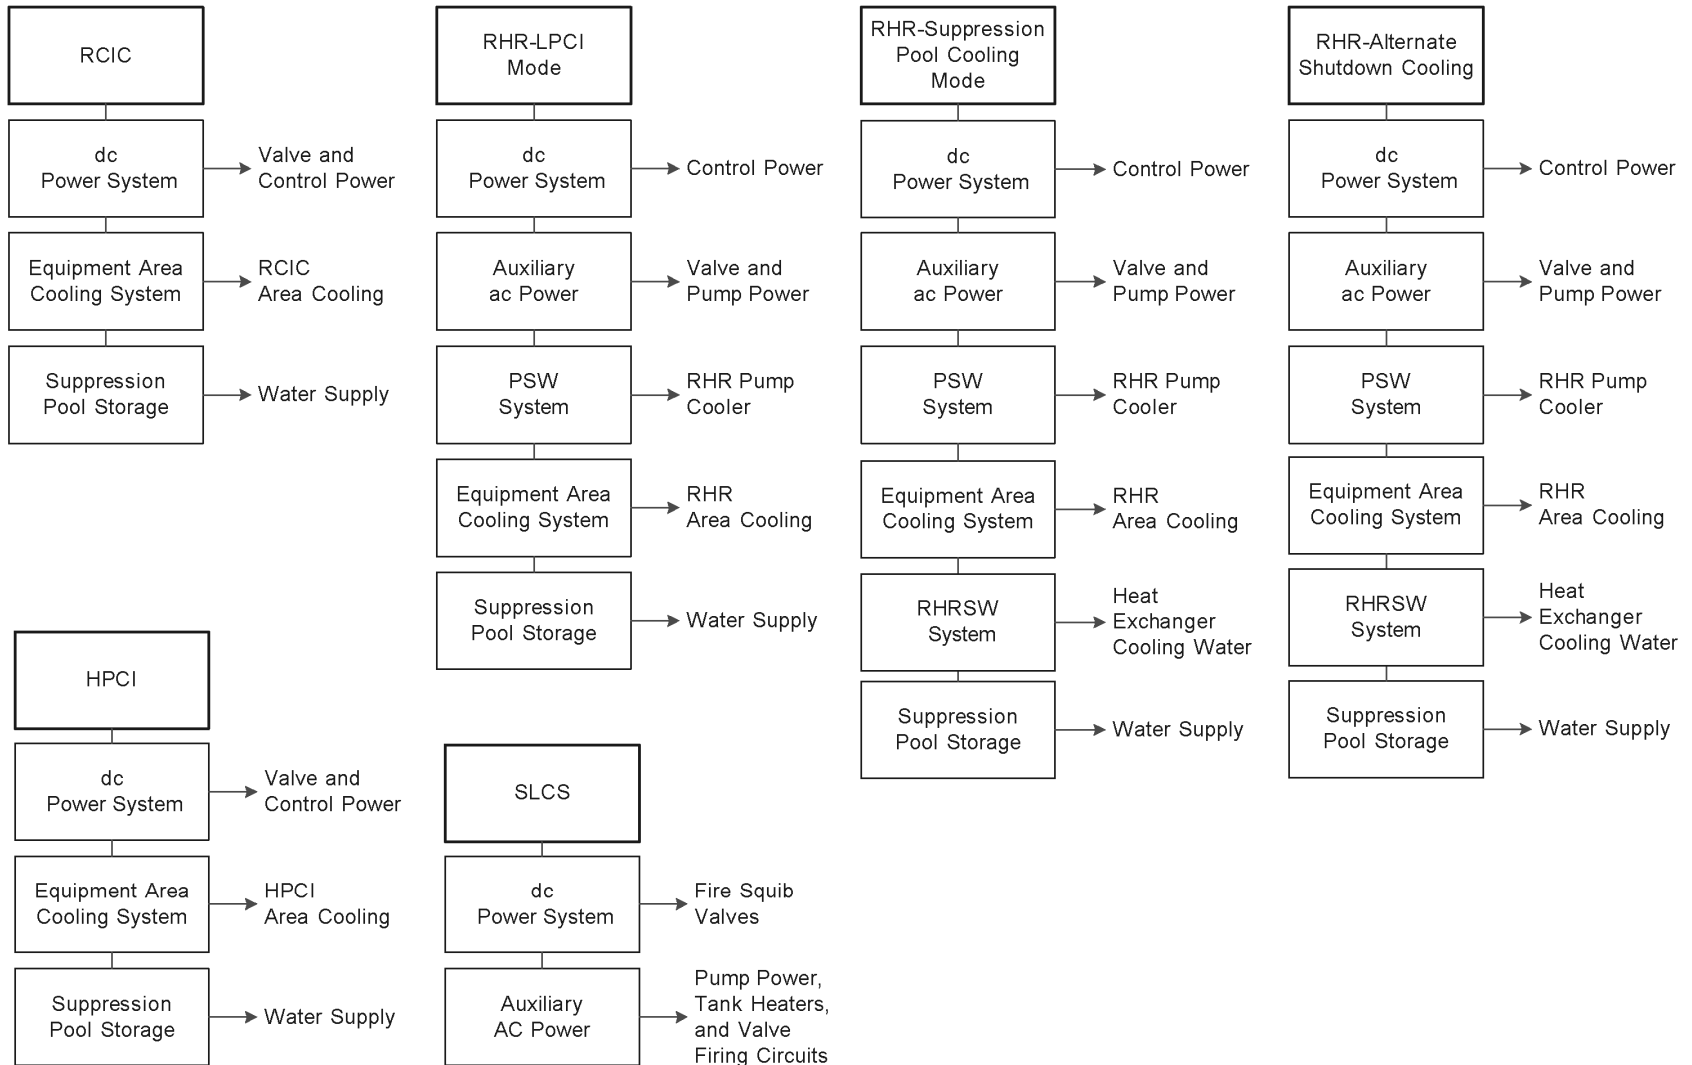 RCIC
dc
Power System
Valve and
Control Power
Equipment Area
Cooling System
RCIC
Area Cooling
Suppression
Pool Storage
Water Supply
RHR-LPCI
Mode
dc
Power System
Control Power
Auxiliary
ac Power
Valve and
Pump Power
PSW
System
RHR Pump
Cooler
Equipment Area
Cooling System
RHR
Area Cooling
Suppression
Pool Storage
Water Supply
RHR-Suppression
Pool Cooling
Mode
dc
Power System
Control Power
Auxiliary
ac Power
Valve and
Pump Power
PSW
System
RHR Pump
Cooler
Equipment Area
Cooling System
RHR
Area Cooling
RHRSW
System
Heat
Exchanger
Cooling Water
Suppression
Pool Storage
Water Supply
RHR-Alternate
Shutdown Cooling
dc
Power System
Control Power
Auxiliary
ac Power
Valve and
Pump Power
PSW
System
RHR Pump
Cooler
Equipment Area
Cooling System
RHR
Area Cooling
RHRSW
System
Heat
Exchanger
Cooling Water
Suppression
Pool Storage
Water Supply
HPCI
dc
Power System
Valve and
Control Power
Equipment Area
Cooling System
HPCI
Area Cooling
Suppression
Pool Storage
Water Supply
SLCS
dc
Power System
Fire Squib
Valves
Auxiliary
AC Power
Pump Power,
Tank Heaters,
and Valve
Firing Circuits